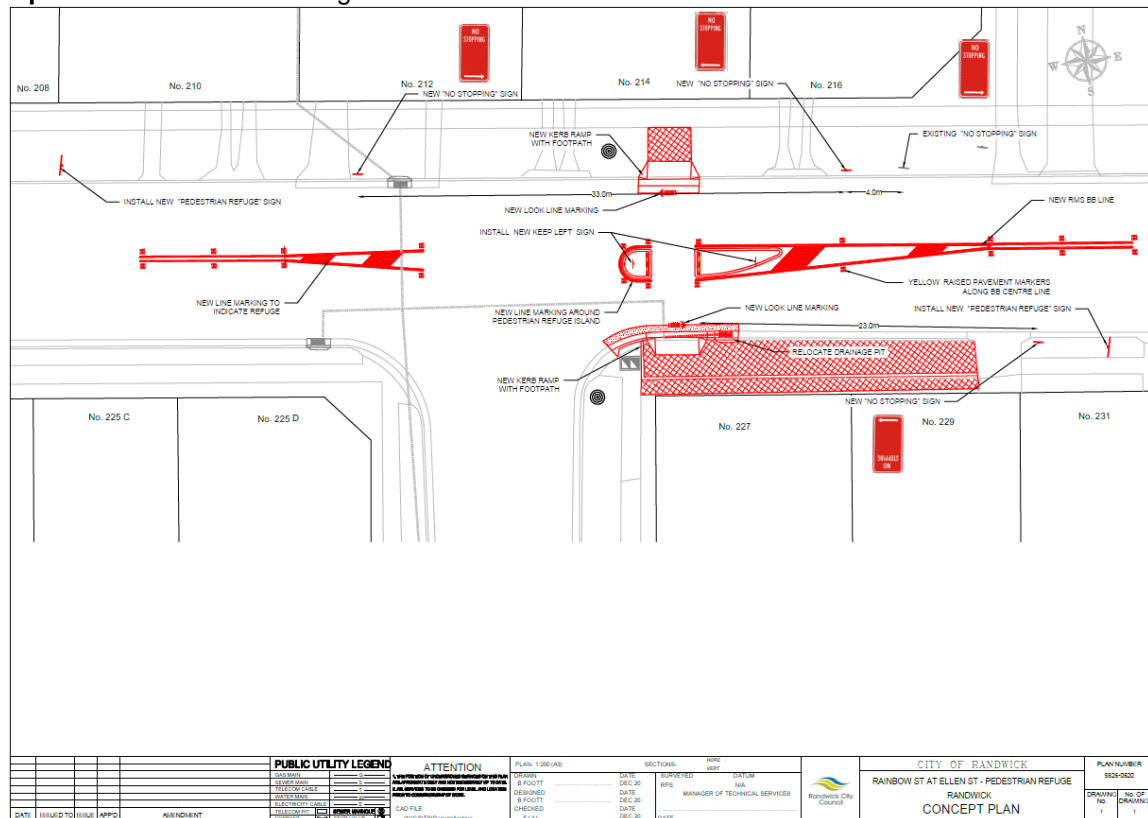 NO
STOPPING
NO
STOPPING
NO
STOPPING
N
W E
S
No. 208
No. 210
No. 212
No. 214
No. 216
NEW "NO STOPPING" SIGN
NEW "NO STOPPING" SIGN
NEW KERB RAMP
WITH FOOTPATH
EXISTING "NO STOPPING" SIGN
INSTALL NEW "PEDESTRIAN REFUGE" SIGN
33.0m
4.0m
NEW LOOK LINE MARKING
NEW RMS BB LINE
INSTALL NEW KEEP LEFT SIGN
YELLOW RAISED PAVEMENT MARKERS
ALONG BB CENTRE LINE
NEW LINE MARKING TO
INDICATE REFUGE
NEW LINE MARKING AROUND
PEDESTRIAN REFUGE ISLAND
NEW LOOK LINE MARKING
INSTALL NEW "PEDESTRIAN REFUGE" SIGN
23.0m
RELOCATE DRAINAGE PIT
NEW KERB RAMP
WITH FOOTPATH
NEW "NO STOPPING" SIGN
No. 225 C
No. 225 D
No. 227
No. 229
No. 231
NO
STOPPING
PUBLIC UTILITY LEGEND
GAS MAIN G
SEWER MAIN S
TELECOM CABLE T
WATER MAIN
ELECTRICITY CABLE E
TELECOM PIT
SEWER MANHOLE
ATTENTION
CAD FILE
PLAN- 1:200 (A3)
SECTIONS-
HORZ
VERT
DRAWN DATE
B FOOTT DEC 20
DESIGNED DATE
B FOOTT DEC 20
CHECKED DATE
DEC 20
SURVEYED DATUM
RPS N/A
MANAGER OF TECHNICAL SERVICES
DATE
Randwick City
Council
CITY OF RANDWICK
RAINBOW ST AT ELLEN ST - PEDESTRIAN REFUGE
RANDWICK
CONCEPT PLAN
PLAN NUMBER
5826-0620
DRAWING
No.
1
No. OF
DRAWING
1
DATE ISSUED TO ISSUE APP'D AMENDMENT